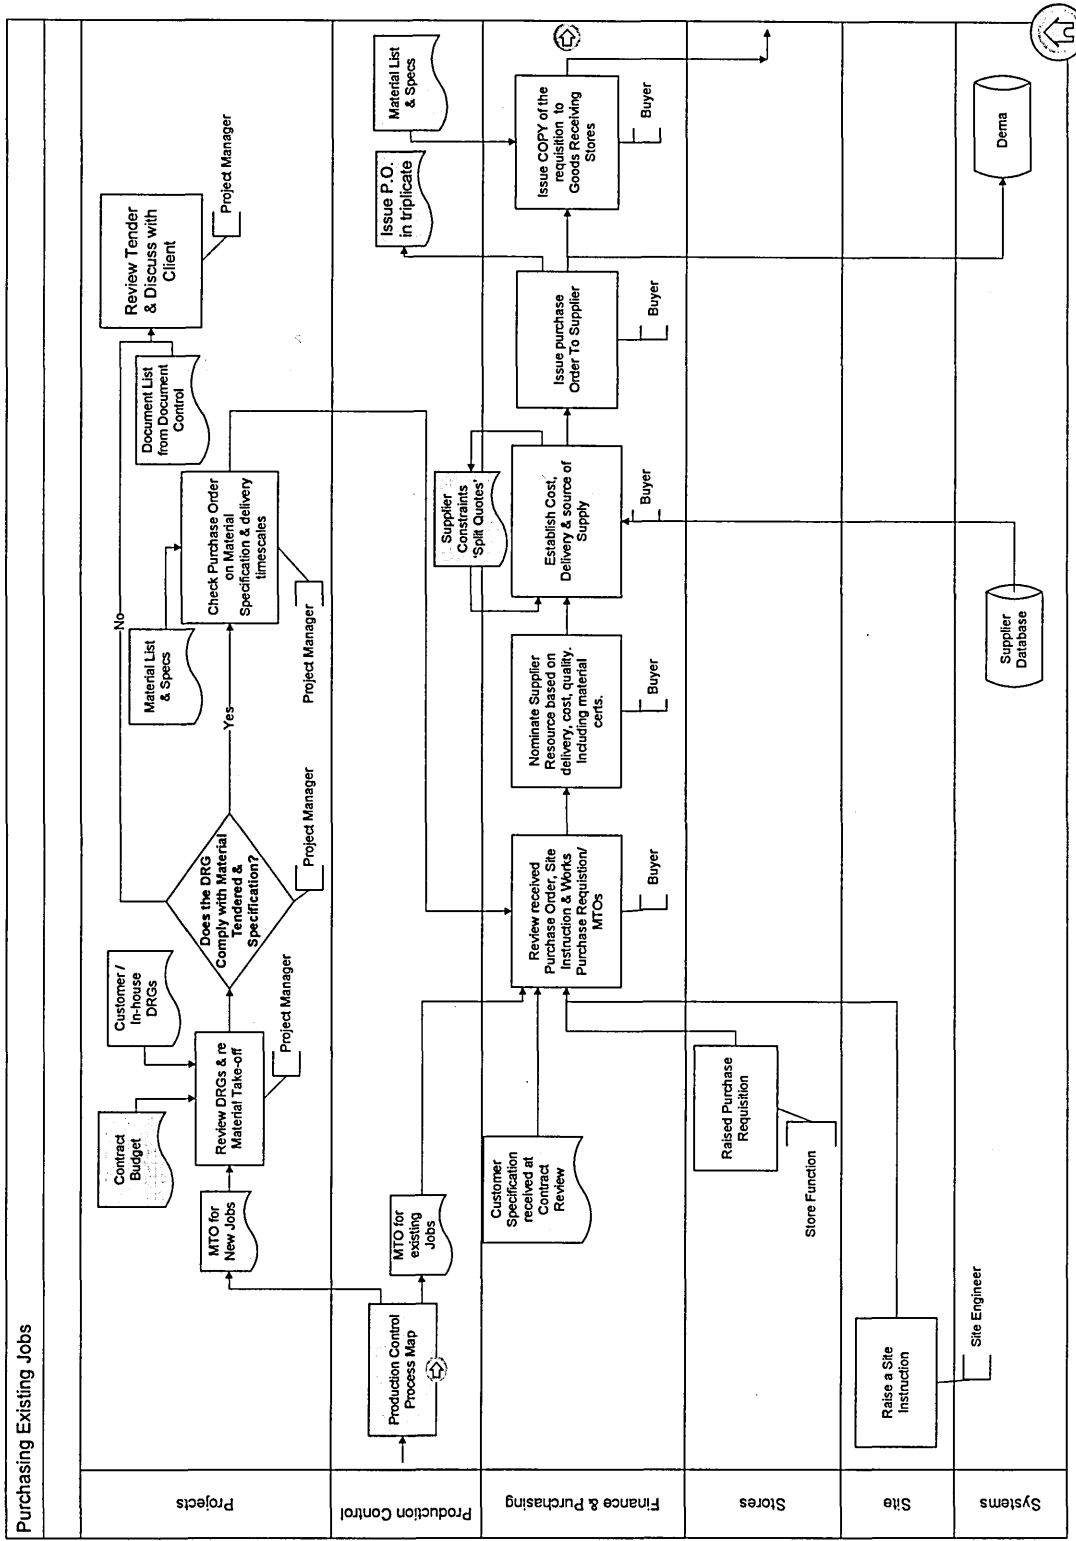 Purchasing Existing Jobs
Projects
Contract
Budget
Customer /
In-house
DRGs
MTO for
New Jobs
Review DRGs & re
Material Take-off
Project Manager
Does the DRG
Comply with Material
Tendered &
Specification?
Project Manager
No
Yes
Material List
& Specs
Check Purchase Order
on Material
Specification & delivery
timescales
Project Manager
Document List
from Document
Control
Review Tender
& Discuss with
Client
Project Manager
Production Control
Production Control
Process Map
MTO for
existing
Jobs
Supplier
Constraints
'Split Quotes'
Issue P.O.
in triplicate
Material List
& Specs
Finance & Purchasing
Customer
Specification
received at
Contract
Review
Review received
Purchase Order, Site
Instruction & Works
Purchase Requistion/
MTOs
Buyer
Nominate Supplier
Resource based on
delivery, cost, quality.
Including material
certs.
Buyer
Establish Cost,
Delivery & source of
Supply
Buyer
Issue purchase
Order To Supplier
Buyer
Issue COPY of the
requisition to
Goods Receiving
Stores
Buyer
Stores
Raised Purchase
Requisition
Store Function
Site
Raise a Site
Instruction
Site Engineer
Systems
Supplier
Database
Dema